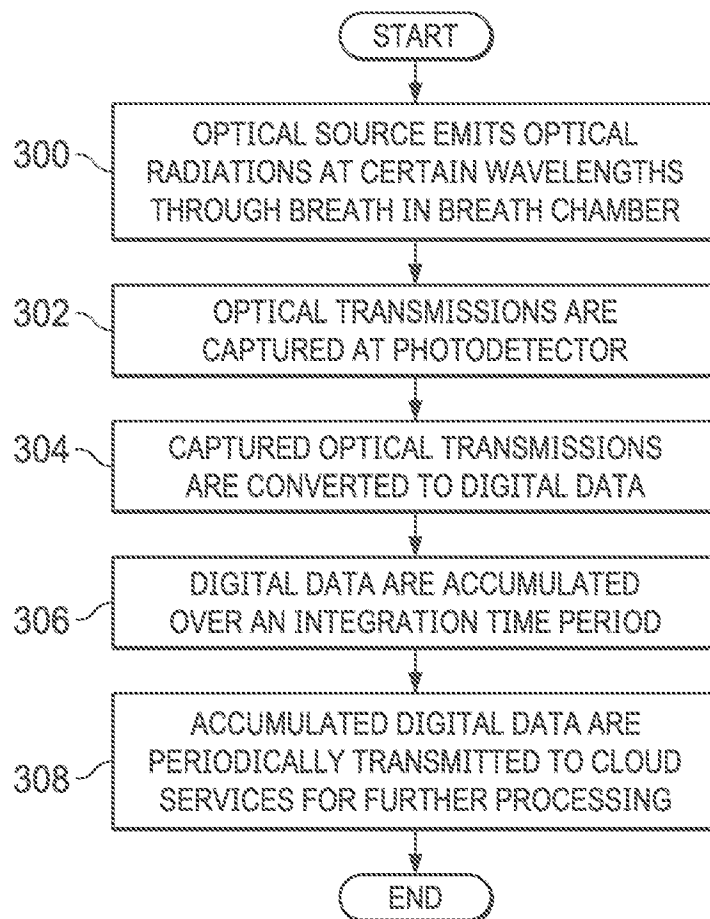 START
300
OPTICAL SOURCE EMITS OPTICAL
RADIATIONS AT CERTAIN WAVELENGTHS
THROUGH BREATH IN BREATH CHAMBER
302
OPTICAL TRANSMISSIONS ARE
CAPTURED AT PHOTODETECTOR
304
CAPTURED OPTICAL TRANSMISSIONS
ARE CONVERTED TO DIGITAL DATA
306
DIGITAL DATA ARE ACCUMULATED
OVER AN INTEGRATION TIME PERIOD
308
ACCUMULATED DIGITAL DATA ARE
PERIODICALLY TRANSMITTED TO CLOUD
SERVICES FOR FURTHER PROCESSING
END